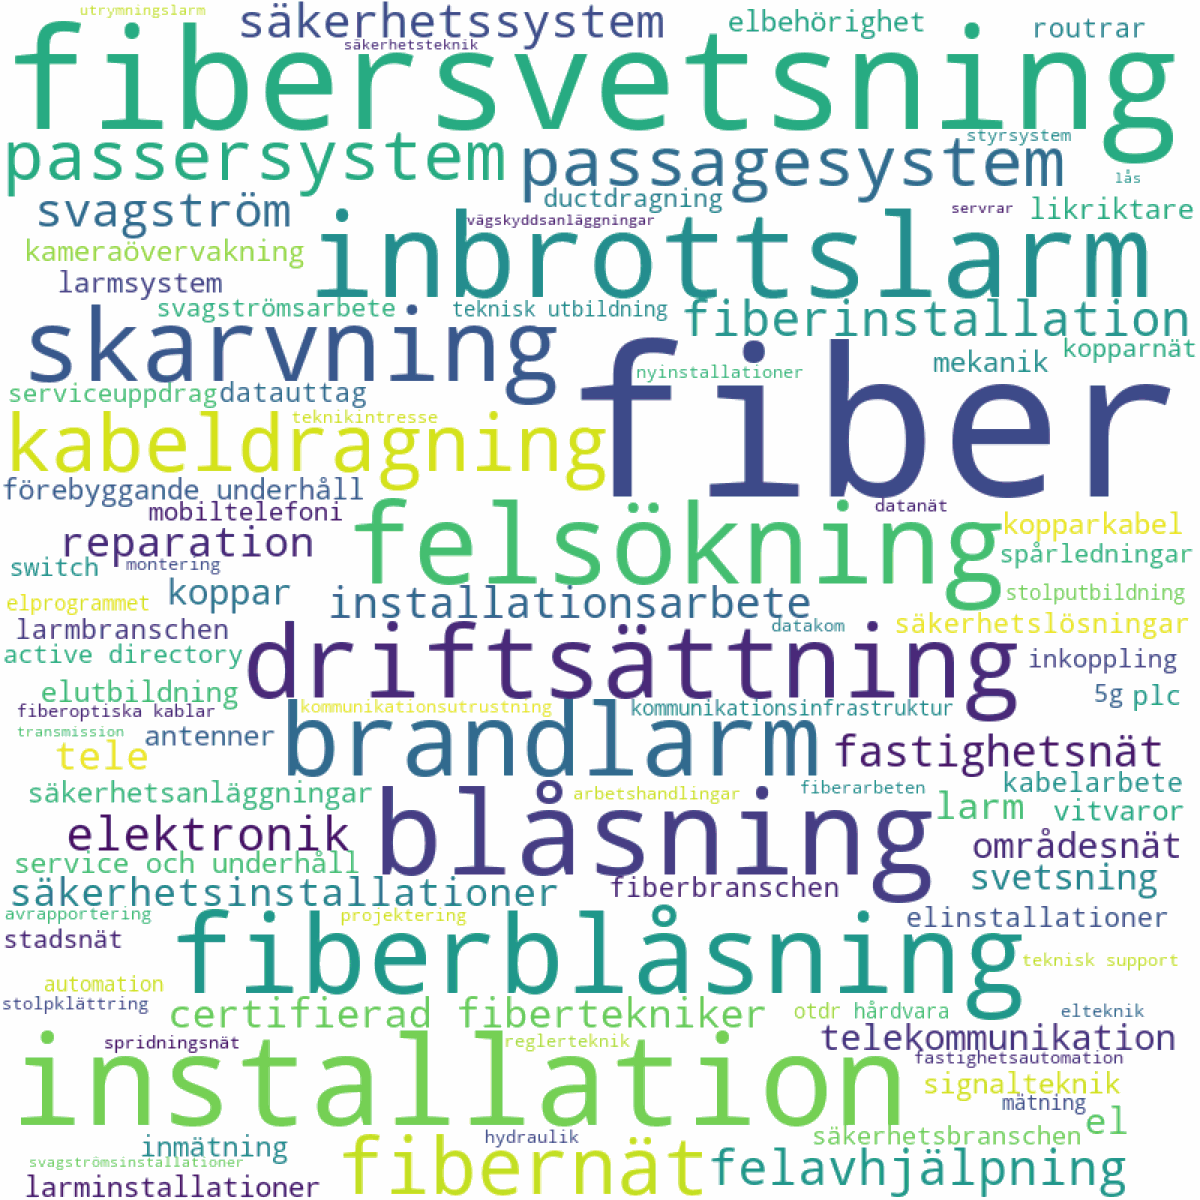 utrymningslarm
säkerhetssystem
elbehörighet
routrar
säkerhetsteknik
fibersvetsning
passersystem
styrsystem
passagesystem
lås
svagström
ductdragning
servrar
likriktare
vägskyddsanläggningar
kameraövervakning
inbrottslarm
larmsystem
svagströmsarbete
teknisk utbildning
fiberinstallation
skarvning
kopparnät
mekanik
nyinstallationer
fiber
serviceuppdrag
datauttag
teknikintresse
kabeldragning
förebyggande underhåll
mobiltelefoni
datanät
kopparkabel
felsökning
reparation
spårledningar
switch
montering
koppar
stolputbildning
elprogrammet
installationsarbete
larmbranschen
datakom
säkerhetslösningar
active directory
driftsättning
inkoppling
elutbildning
5g
plc
fiberoptiska kablar
kommunikationsutrustning
kommunikationsinfrastruktur
transmission
antenner
brandlarm
tele
fastighetsnät
säkerhetsanläggningar
arbetshandlingar
fiberarbeten
kabelarbete
larm
vitvaror
elektronik
blåsning
områdesnät
service och underhåll
säkerhetsinstallationer
fiberbranschen
svetsning
avrapportering
projektering
elinstallationer
stadsnät
fiberblåsning
teknisk support
automation
stolpklättring
certifierad fibertekniker
otdr
hårdvara
elteknik
spridningsnät
reglerteknik
telekommunikation
fastighetsautomation
installation
signalteknik
mätning
el
inmätning
hydraulik
säkerhetsbranschen
svagströmsinstallationer
fibernät
felavhjälpning
larminstallationer